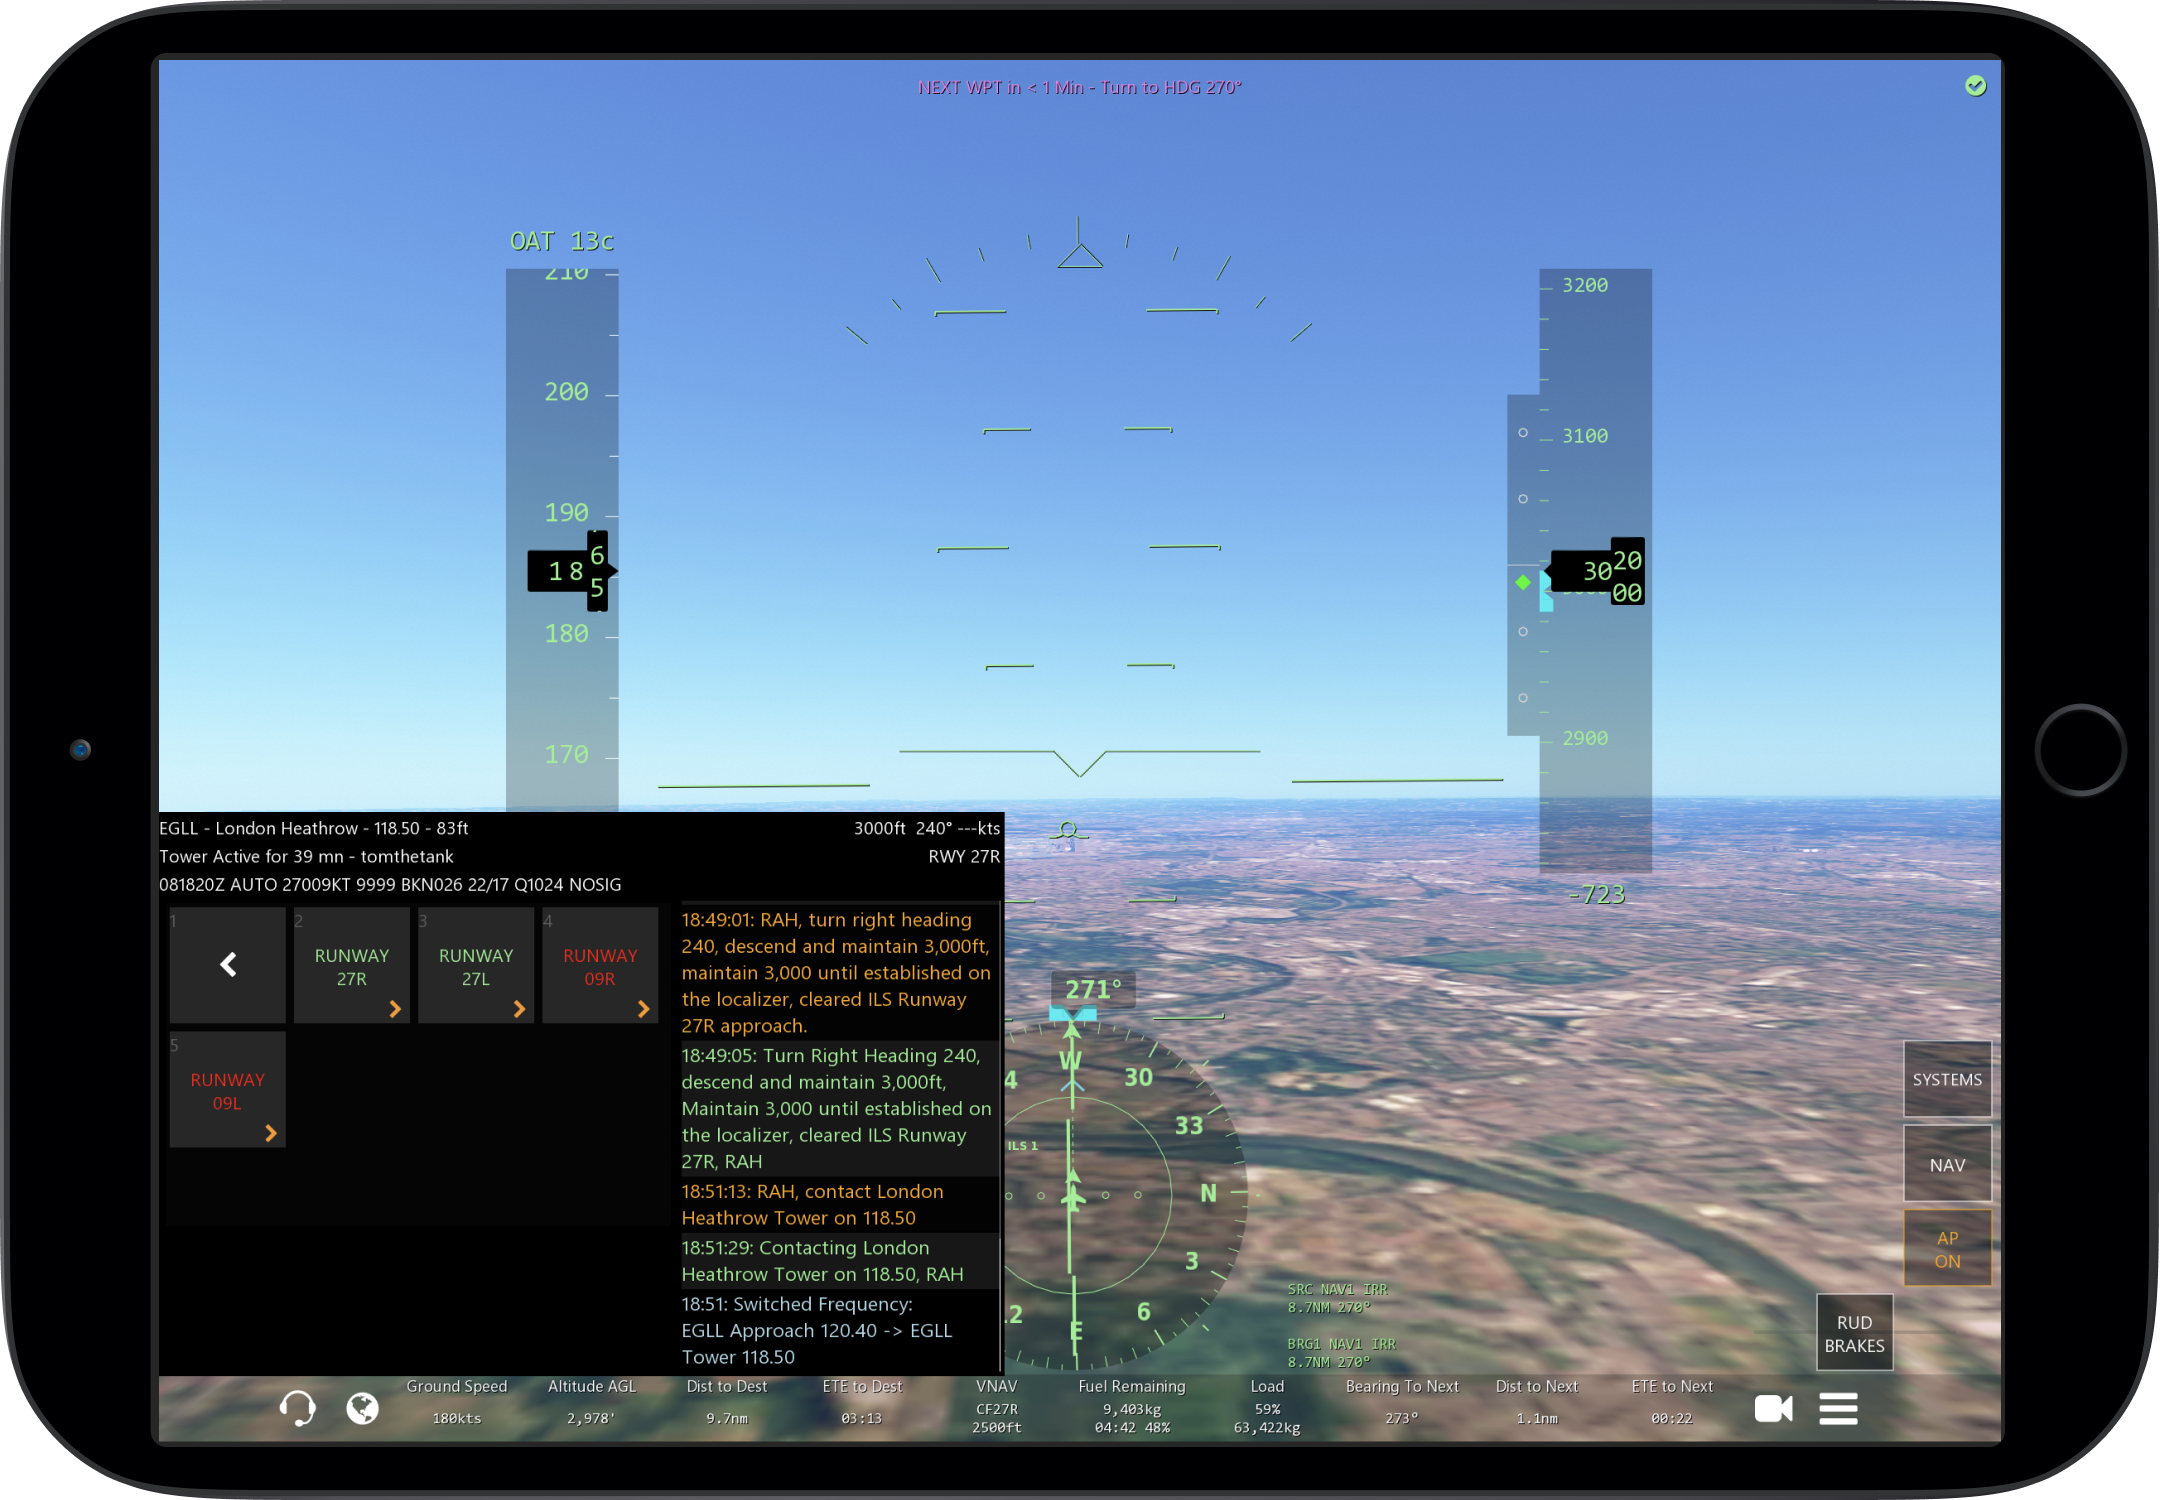 NEXT WPT in < 1 Min - Turn to HDG 270°
OAT 13c
210
200
190
18
6
5
180
170
3200
3100
30
20
00
2900
-723
EGLL - London Heathrow - 118.50 - 83ft
3000ft 240° ---kts
Tower Active for 39 mn - tomthetank
RWY 27R
081820Z AUTO 27009KT 9999 BKN026 22/17 Q1024 NOSIG
1
2
RUNWAY
27R
3
RUNWAY
27L
4
RUNWAY
09R
5
RUNWAY
09L
18:49:01: RAH, turn right heading
240, descend and maintain 3,000ft,
maintain 3,000 until established on
the localizer, cleared ILS Runway
27R approach.
18:49:05: Turn Right Heading 240,
descend and maintain 3,000ft,
Maintain 3,000 until established on
the localizer, cleared ILS Runway
27R, RAH
18:51:13: RAH, contact London
Heathrow Tower on 118.50
18:51:29: Contacting London
Heathrow Tower on 118.50, RAH
18:51: Switched Frequency:
EGLL Approach 120.40 -> EGLL
Tower 118.50
271°
W
30
33
N
3
6
E
4
ILS 1
SRC NAV1 IRR
8.7NM 270°
BRG1 NAV1 IRR
8.7NM 270°
SYSTEMS
NAV
AP
ON
RUD
BRAKES
Ground Speed
180kts
Altitude AGL
2,978'
Dist to Dest
9.7nm
ETE to Dest
03:13
VNAV
CF27R
2500ft
Fuel Remaining
9,403kg
04:42 48%
Load
59%
63,422kg
Bearing To Next
273°
Dist to Next
1.1nm
ETE to Next
00:22